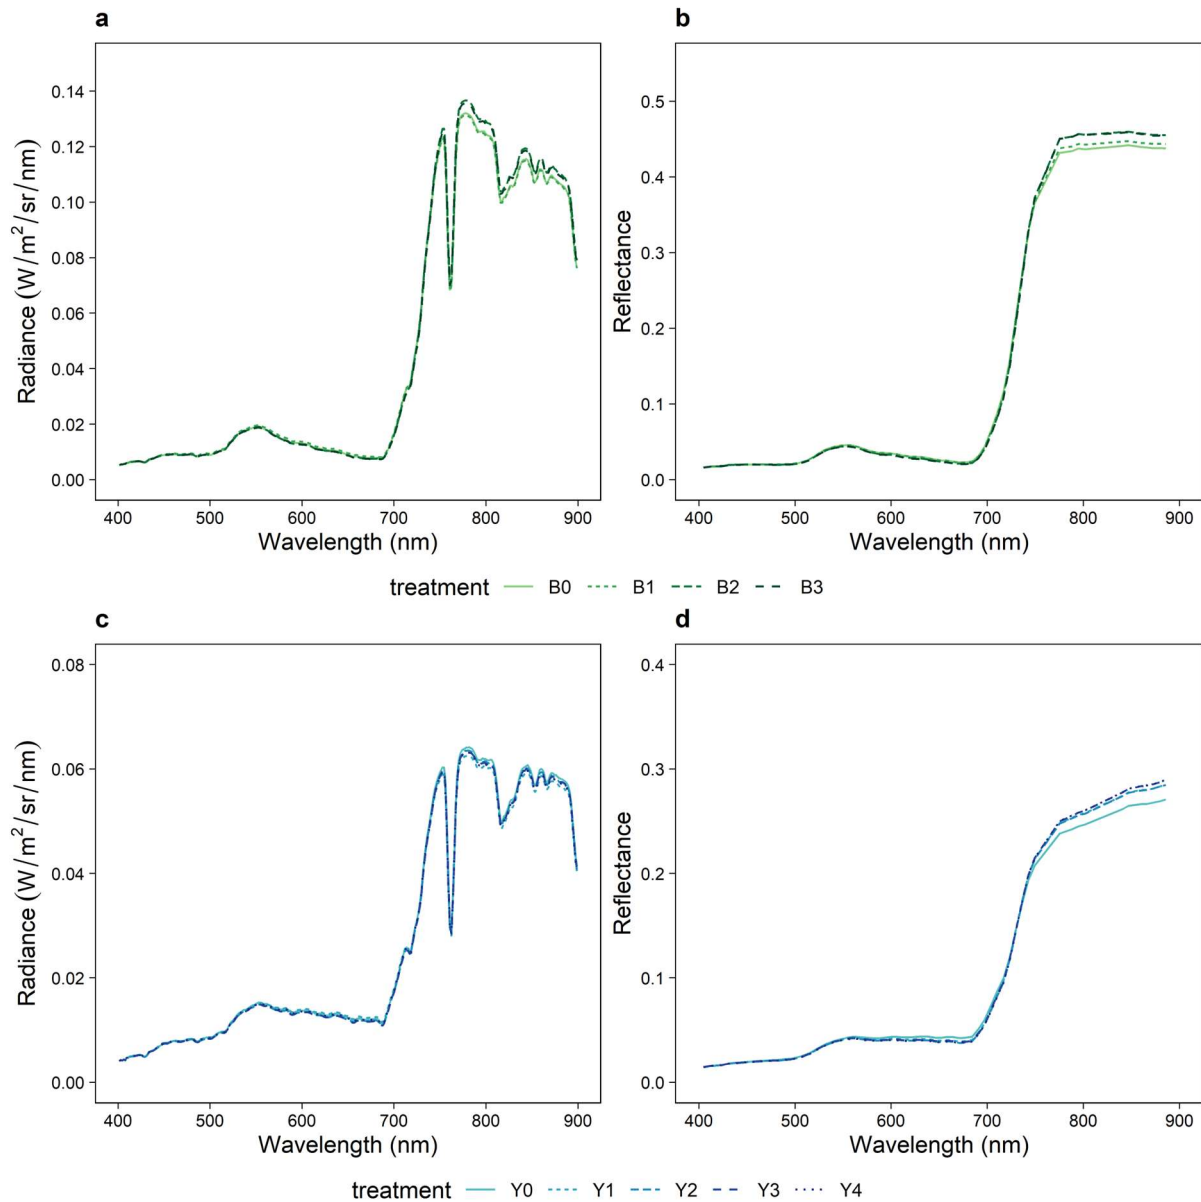 a
b
0.14
0.12
0.10
0.08
0.06
0.04
0.02
0.00
Radiance (W/m²/sr/nm)
400 500 600 700 800 900
Wavelength (nm)
0.5
0.4
0.3
0.2
0.1
0.0
Reflectance
400 500 600 700 800 900
Wavelength (nm)
treatment B0 B1 B2 B3
c
d
0.08
0.06
0.04
0.02
0.00
Radiance (W/m²/sr/nm)
400 500 600 700 800 900
Wavelength (nm)
0.4
0.3
0.2
0.1
0.0
Reflectance
400 500 600 700 800 900
Wavelength (nm)
treatment Y0 Y1 Y2 Y3 Y4